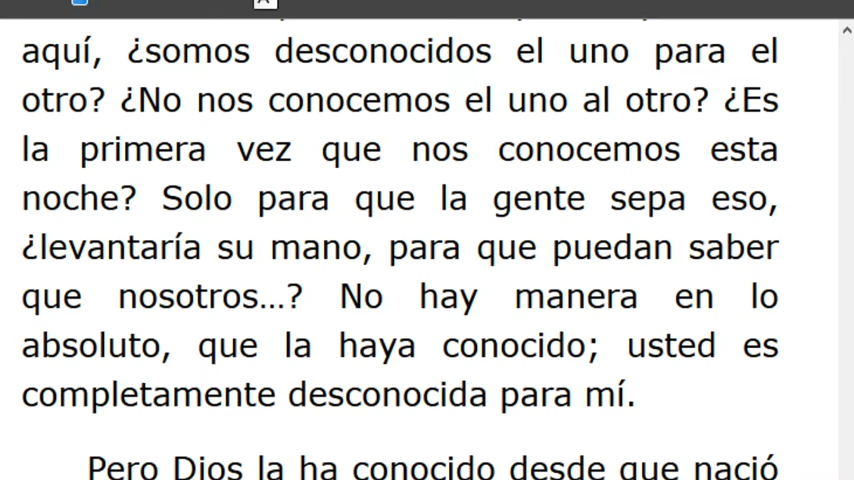 aquí, ¿somos desconocidos el uno para el
otro? ¿No nos conocemos el uno al otro? ¿Es
la primera vez que nos conocemos esta
noche? Solo para que la gente sepa eso,
¿levantaría su mano, para que puedan saber
que nosotros...? No hay manera en lo
absoluto, que la haya conocido; usted es
completamente desconocida para mí.
Pero Dios la ha conocido desde que nació